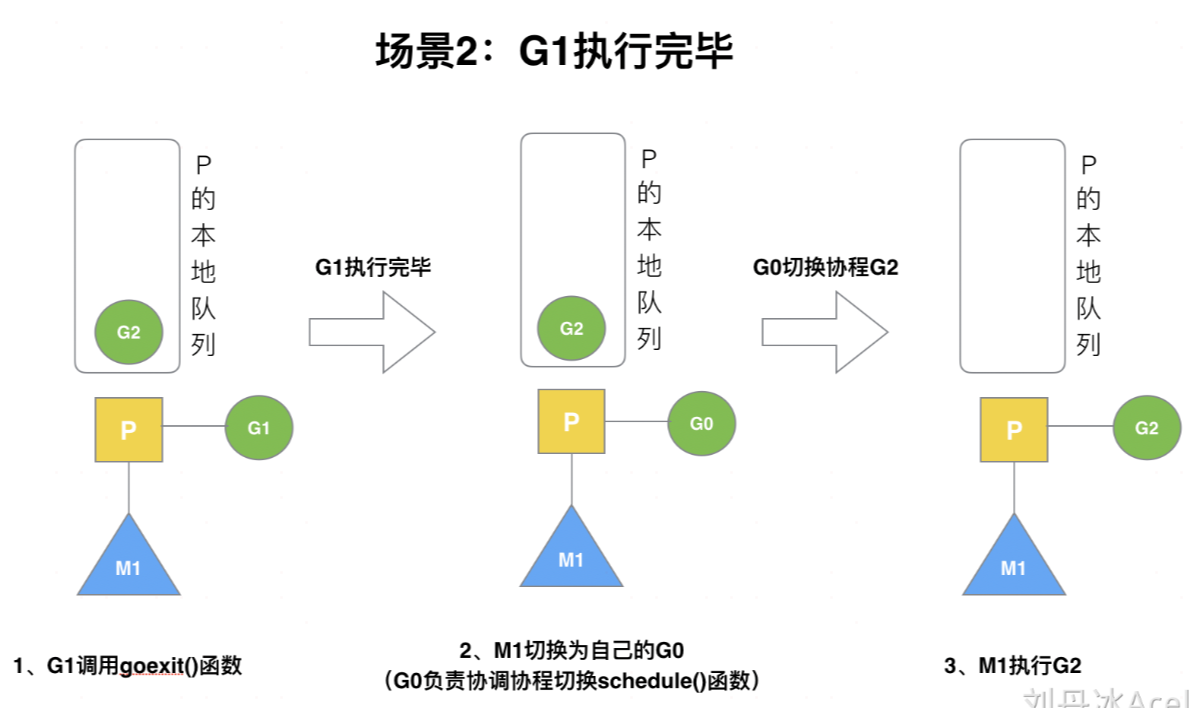 场景2：G1执行完毕
P的本地队列
P的本地队列
P的本地队列
G1执行完毕
G0切换协程G2
G2
G2
P
G1
P
G0
P
G2
M1
M1
M1
1、G1调用goexit()函数
2、M1切换为自己的G0
（G0负责协调协程切换schedule()函数）
3、M1执行G2
刘丹冰Acel